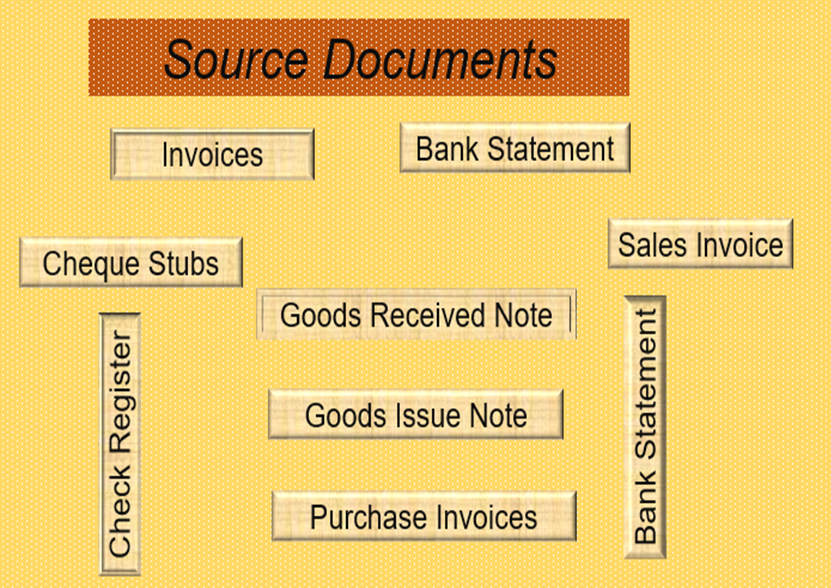 Source Documents
Invoices
Bank Statement
Cheque Stubs
Sales Invoice
Goods Received Note
Check Register
Bank Statement
Goods Issue Note
Purchase Invoices